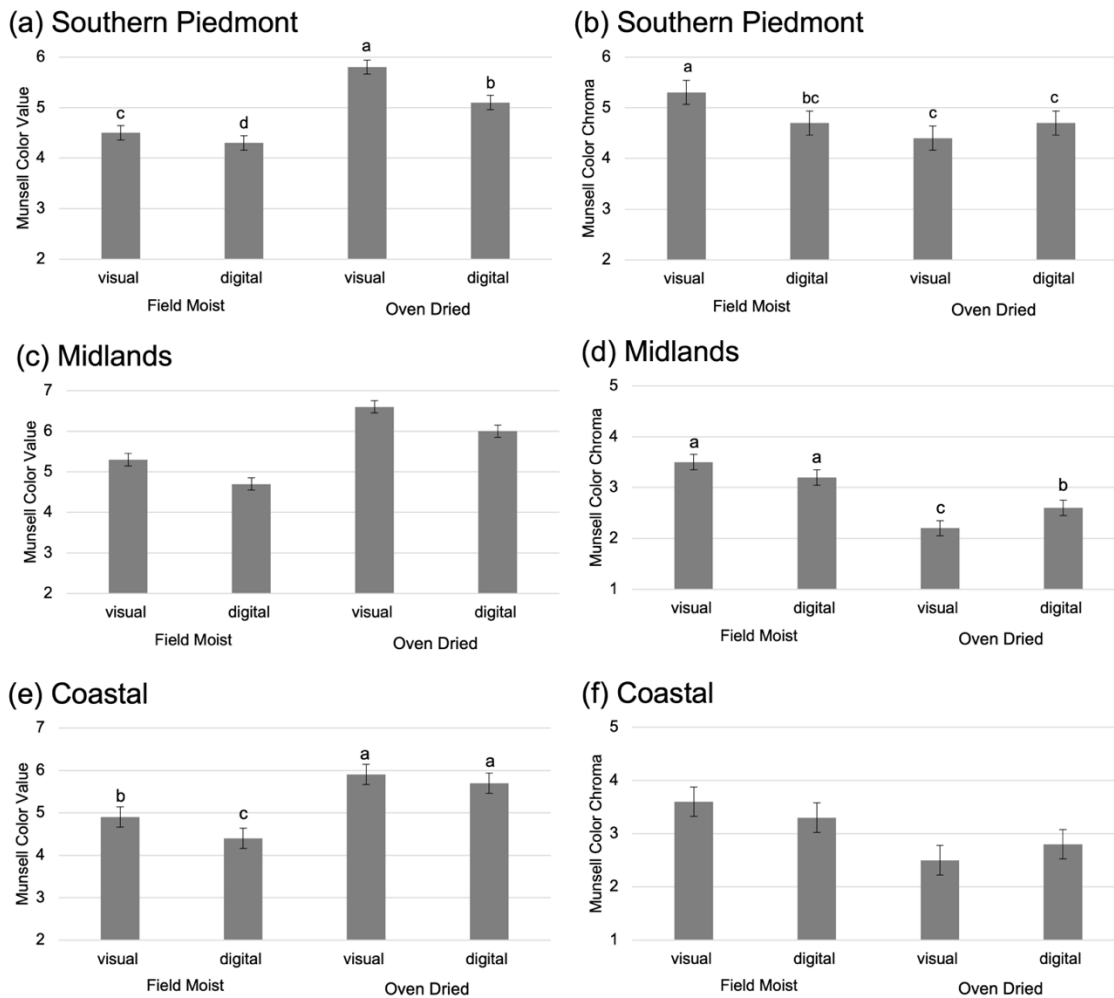 (a) Southern Piedmont
Munsell Color Value
6
5
4
3
2
c
d
a
b
visual digital visual digital
Field Moist Oven Dried
(b) Southern Piedmont
Munsell Color Chroma
6
5
4
3
2
a
bc
c
c
visual digital visual digital
Field Moist Oven Dried
(c) Midlands
Munsell Color Value
7
6
5
4
3
2
visual digital visual digital
Field Moist Oven Dried
(d) Midlands
Munsell Color Chroma
5
4
3
2
1
a
a
c
b
visual digital visual digital
Field Moist Oven Dried
(e) Coastal
Munsell Color Value
7
6
5
4
3
2
b
c
a
a
visual digital visual digital
Field Moist Oven Dried
(f) Coastal
Munsell Color Chroma
5
4
3
2
1
visual digital visual digital
Field Moist Oven Dried